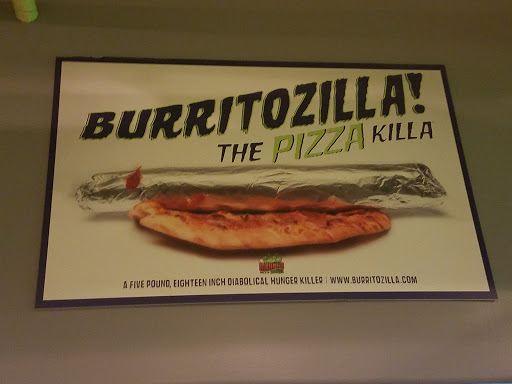 BURRITOZILLA!
THE PIZZA KILLA
A FIVE POUND, EIGHTEEN INCH DIABOLICAL HUNGER KILLER | WWW.BURRITOZILLA.COM